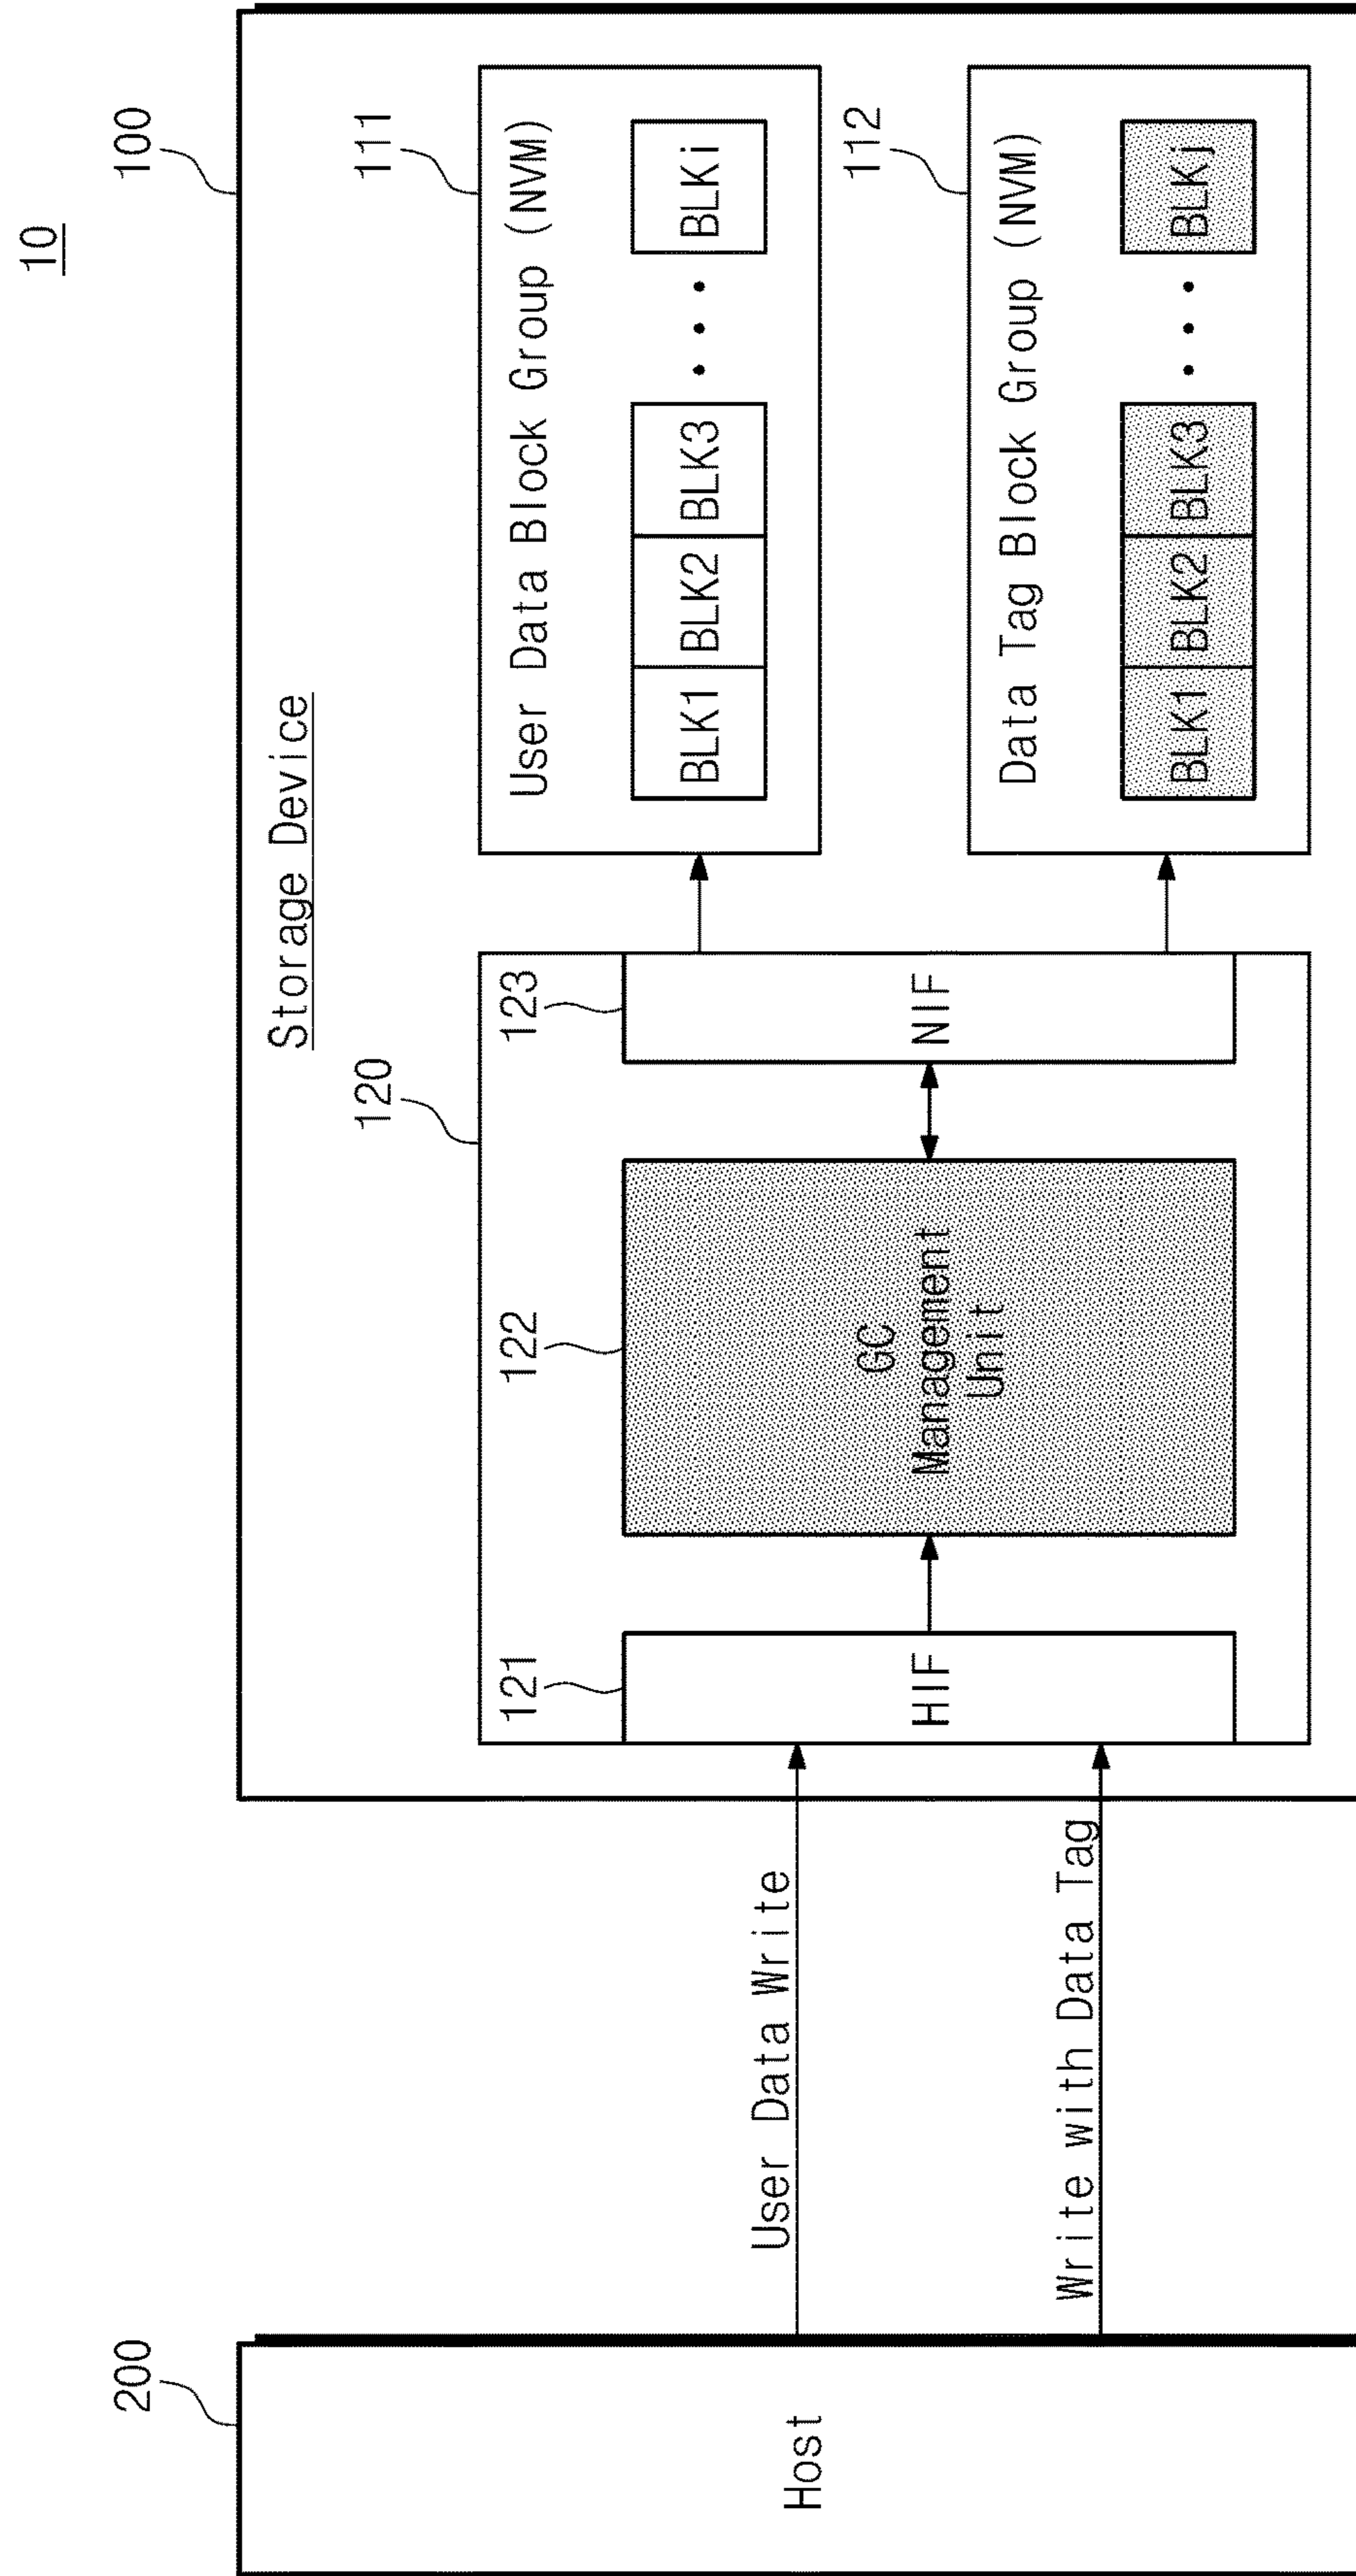 10
100
200
Storage Device
120
111
User Data Block Group (NVM)
BLK1 BLK2 BLK3 • • • BLKi
121
122
123
HIF
GC
Management
Unit
NIF
User Data Write
Write with Data Tag
Host
112
Data Tag Block Group (NVM)
BLK1 BLK2 BLK3 • • • BLKj